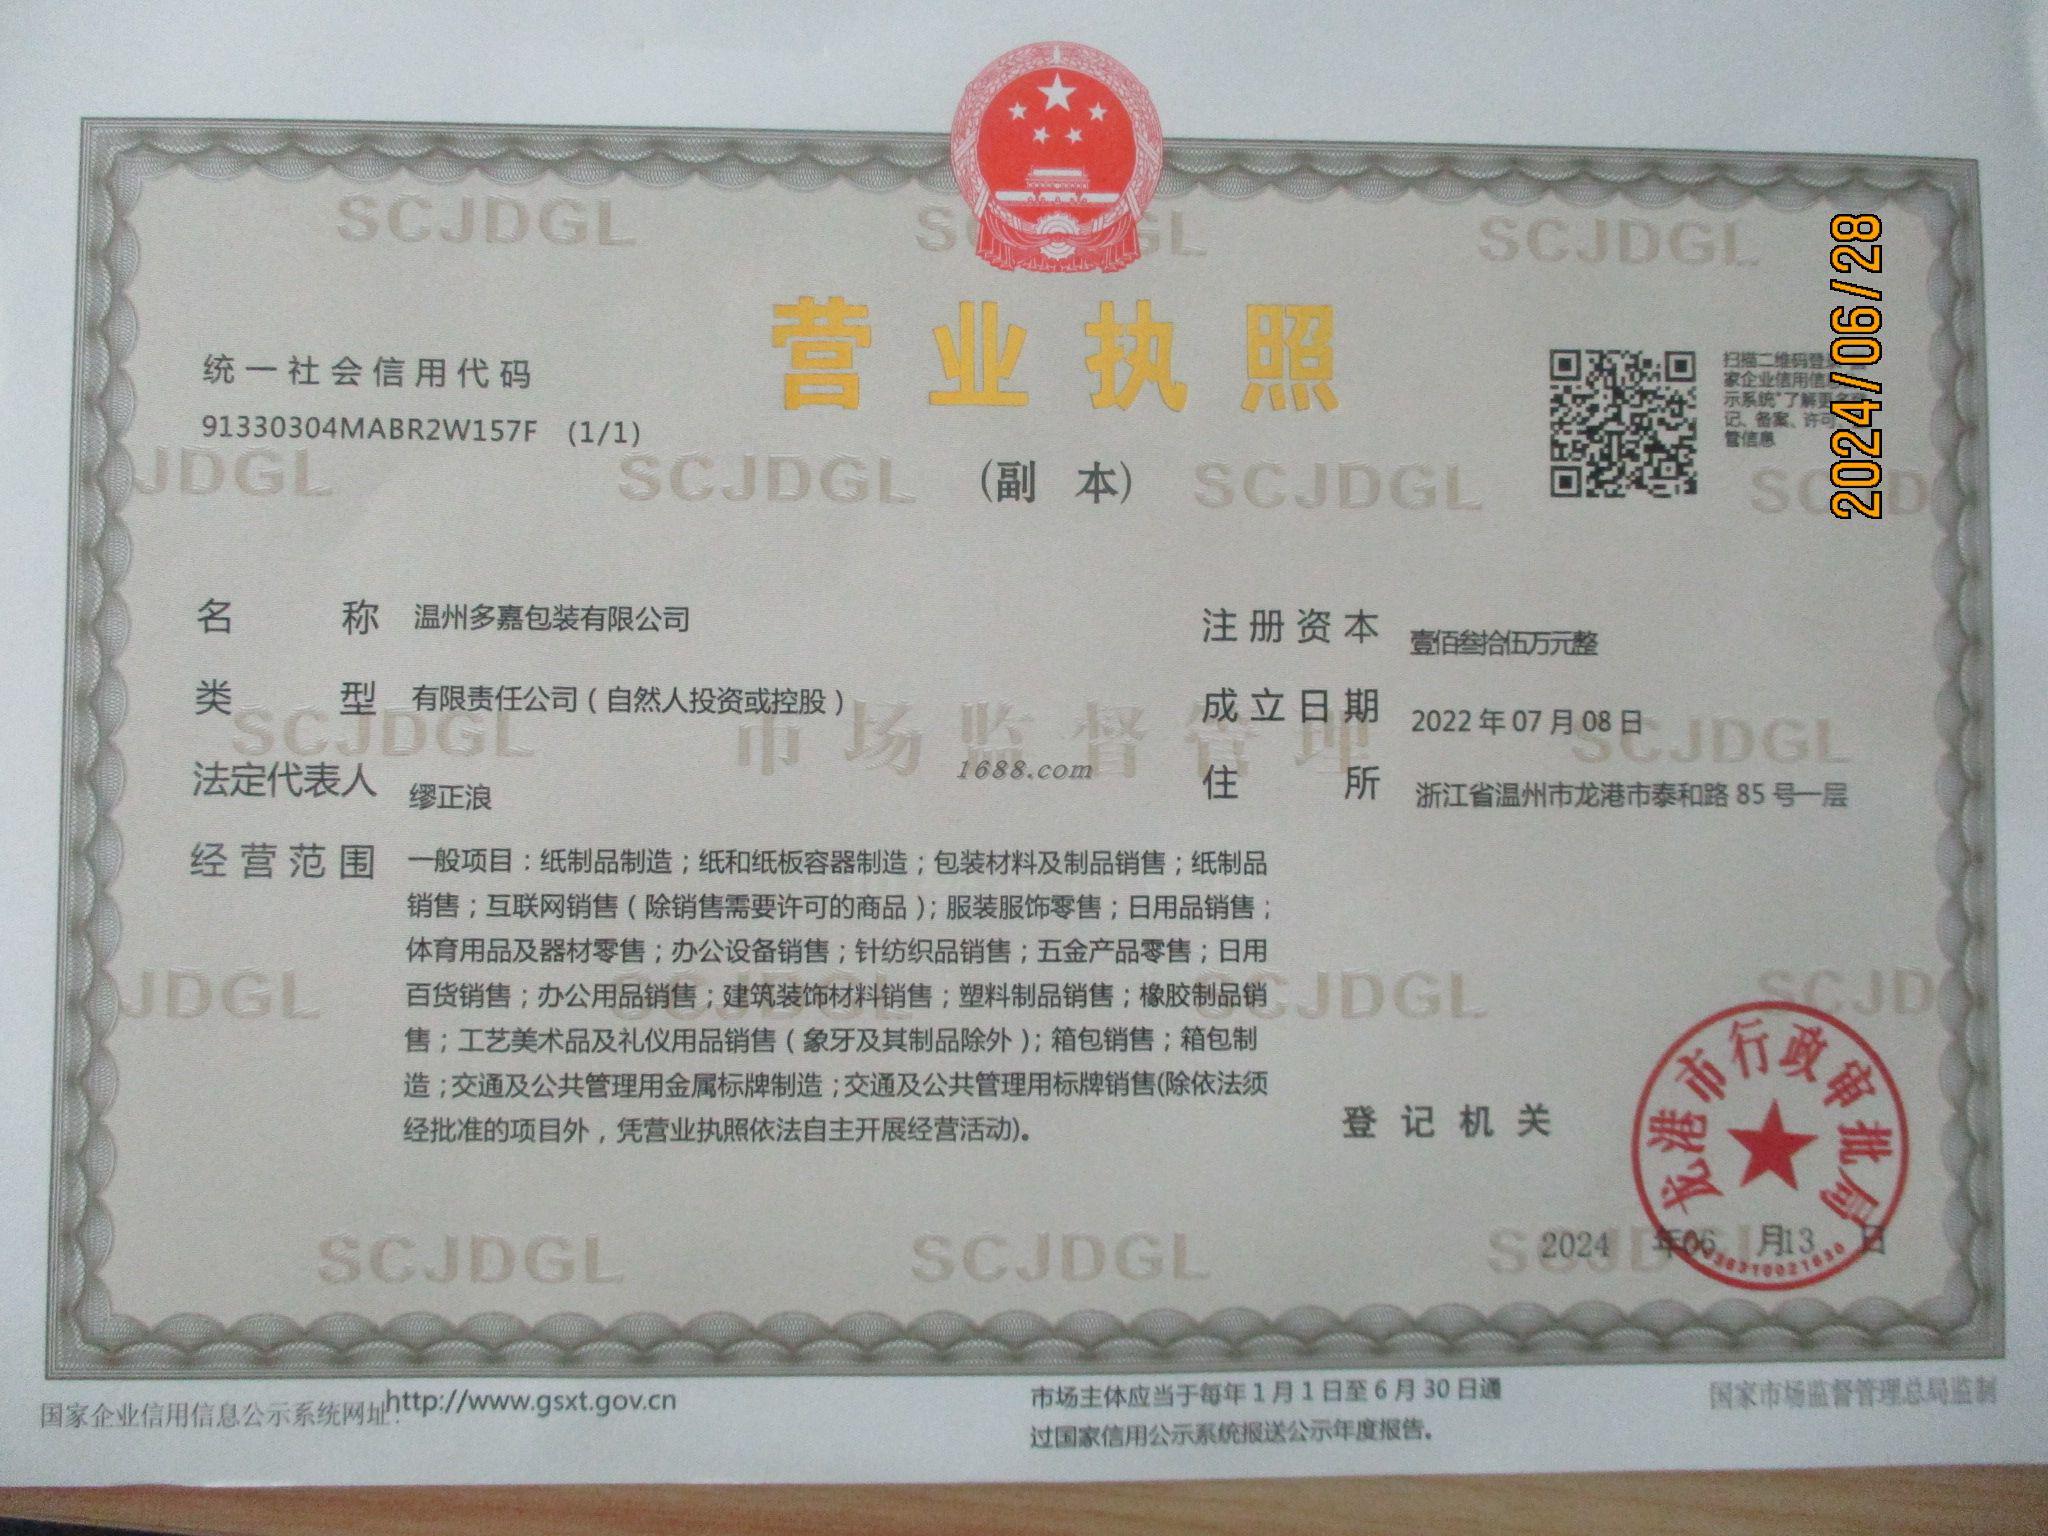 SCJDGL SCJDGL
2024/06/28
营业执照
(副 本)
统一社会信用代码
91330304MABR2W157F (1/1)
扫描二维码登
家企业信用信
示系统"了解更多
记、备案、许可、
管信息
JDGL SCJDGL SCJDGL
名 称 温州多嘉包装有限公司
类 型 有限责任公司（自然人投资或控股）
法定代表人 缪正浪
经营范围 一般项目：纸制品制造；纸和纸板容器制造；包装材料及制品销售；纸制品
销售；互联网销售（除销售需要许可的商品）；服装服饰零售；日用品销售；
体育用品及器材零售；办公设备销售；针纺织品销售；五金产品零售；日用
百货销售；办公用品销售；建筑装饰材料销售；塑料制品销售；橡胶制品销
售；工艺美术品及礼仪用品销售（象牙及其制品除外）；箱包销售；箱包制
造；交通及公共管理用金属标牌制造；交通及公共管理用标牌销售(除依法须
经批准的项目外，凭营业执照依法自主开展经营活动)。
注册资本 壹佰叁拾伍万元整
成立日期 2022年07月08日
住 所 浙江省温州市龙港市泰和路85号一层
SCJDGL 市场监督管理 SCJDGL
1688.com
JDGL SCJDGL SCJD
登记机关
龙港市行政审批局
2024 年06 月13 日
SCJDGL SCJDGL
国家企业信用信息公示系统网址：http://www.gsxt.gov.cn
市场主体应当于每年1月1日至6月30日通
过国家信用公示系统报送公示年度报告。
国家市场监督管理总局监制